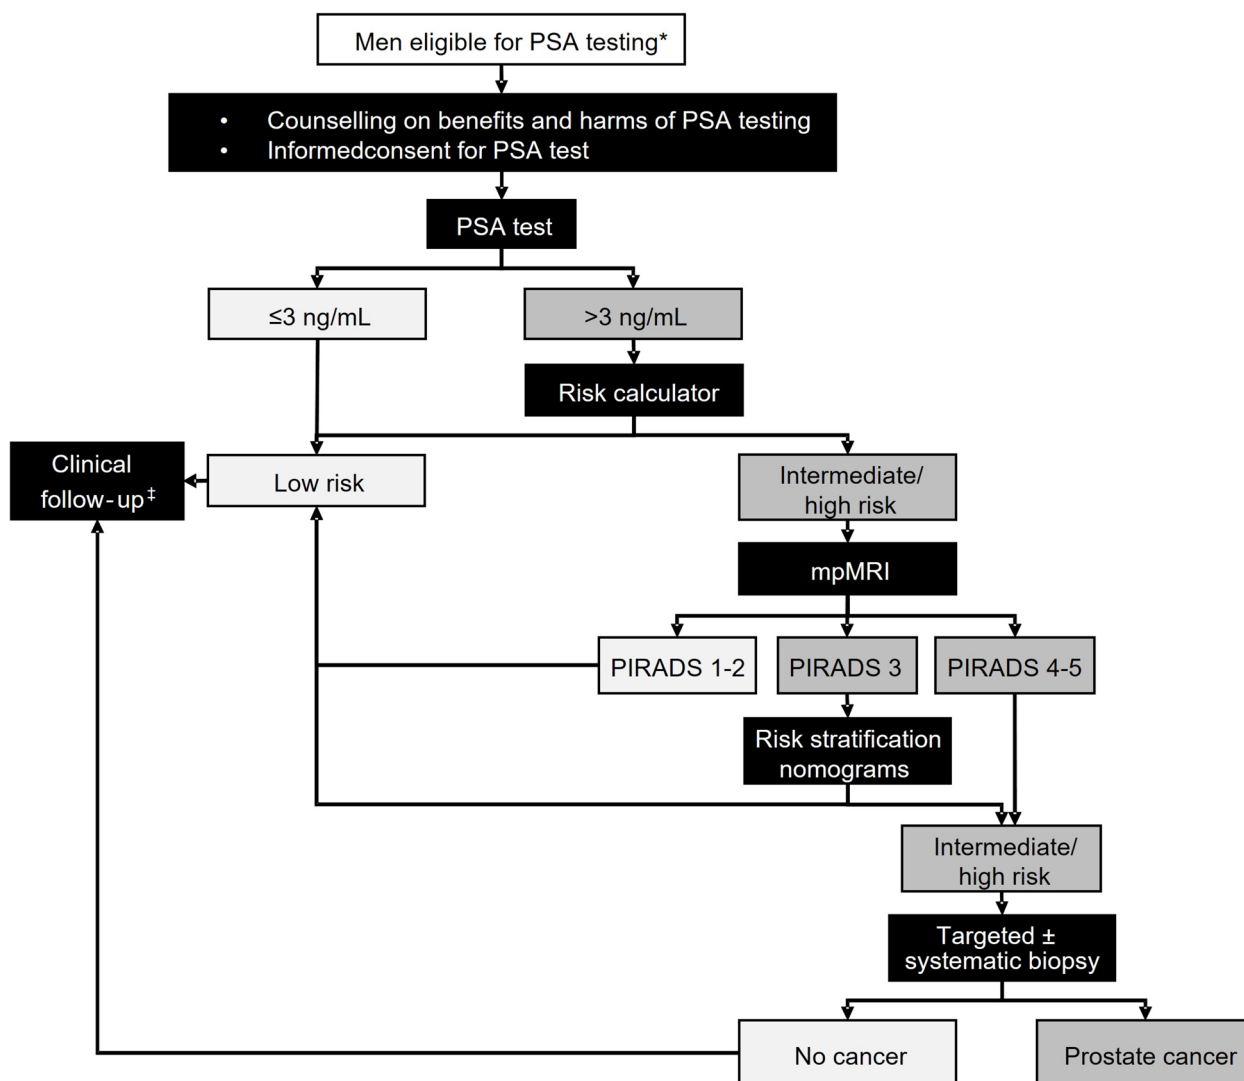 Men eligible for PSA testing*
• Counselling on benefits and harms of PSA testing
• Informedconsent for PSA test
PSA test
≤3 ng/mL
>3 ng/mL
Risk calculator
Clinical
follow-up‡
Low risk
Intermediate/
high risk
mpMRI
PIRADS 1-2
PIRADS 3
PIRADS 4-5
Risk stratification
nomograms
Intermediate/
high risk
Targeted ±
systematic biopsy
No cancer
Prostate cancer